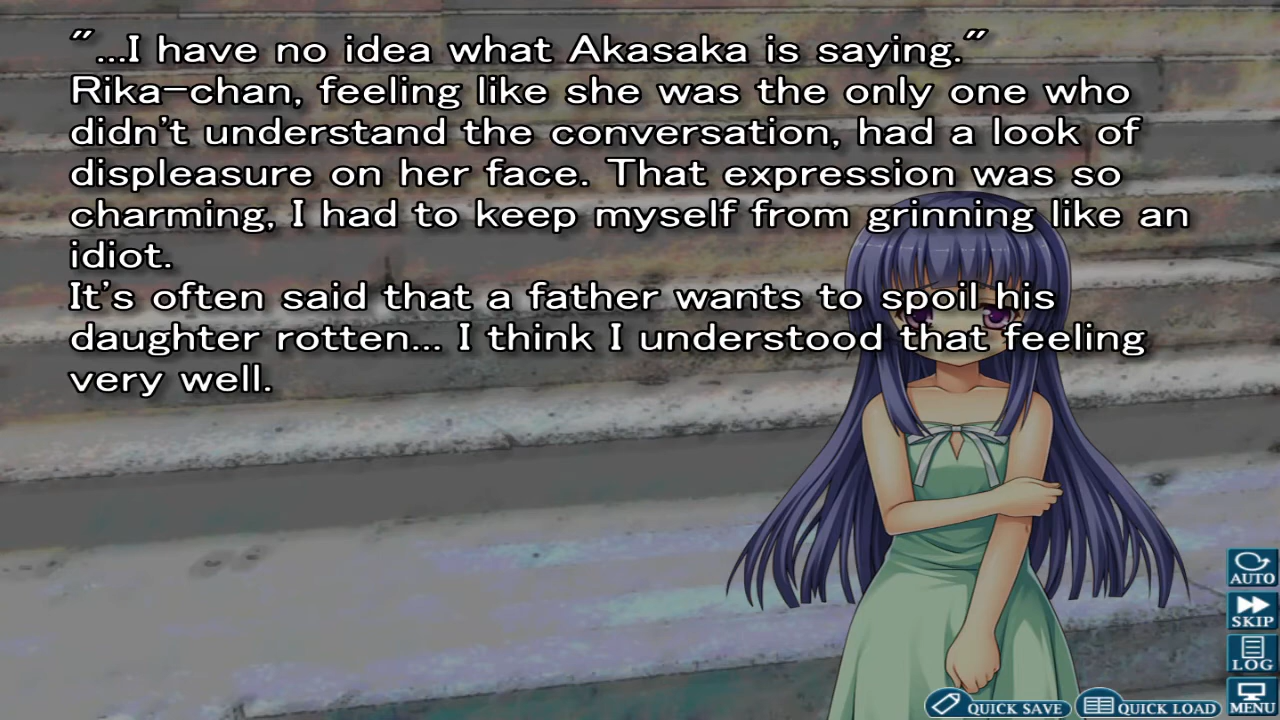 "...I have no idea what Akasaka is saying."
Rika-chan, feeling like she was the only one who
didn't understand the conversation, had a look of
displeasure on her face. That expression was so
charming, I had to keep myself from grinning like an
idiot.
It's often said that a father wants to spoil his
daughter rotten... I think I understood that feeling
very well.
AUTO
SKIP
LOG
MENU
QUICK SAVE
QUICK LOAD